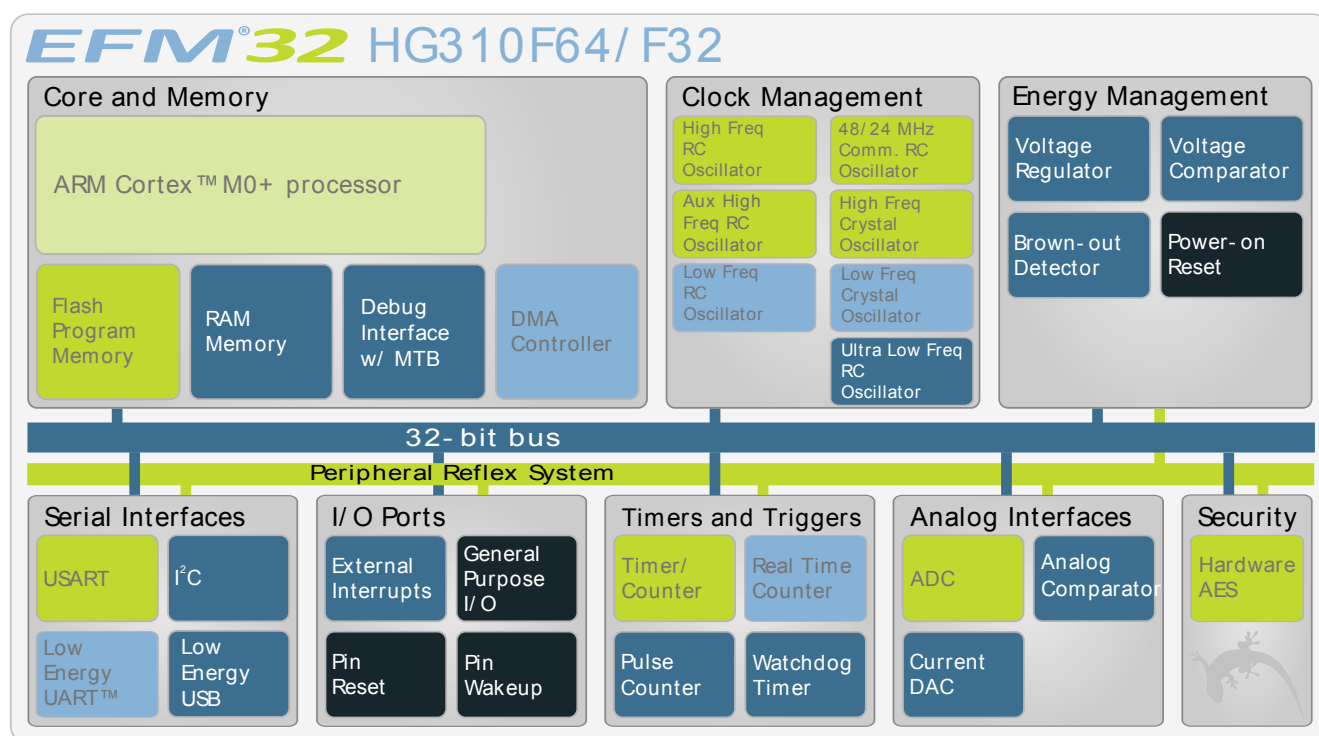 EFM®32 HG310F64/F32
Core and Memory
ARM Cortex™ M0+ processor
Flash
Program
Memory
RAM
Memory
Debug
Interface
w/ MTB
DMA
Controller
Clock Management
High Freq
RC
Oscillator
48/24 MHz
Comm. RC
Oscillator
Aux High
Freq RC
Oscillator
High Freq
Crystal
Oscillator
Low Freq
RC
Oscillator
Low Freq
Crystal
Oscillator
Ultra Low Freq
RC
Oscillator
Energy Management
Voltage
Regulator
Voltage
Comparator
Brown-out
Detector
Power-on
Reset
32-bit bus
Peripheral Reflex System
Serial Interfaces
USART
I²C
Low
Energy
UART™
Low
Energy
USB
I/O Ports
External
Interrupts
General
Purpose
I/O
Pin
Reset
Pin
Wakeup
Timers and Triggers
Timer/
Counter
Real Time
Counter
Pulse
Counter
Watchdog
Timer
Analog Interfaces
ADC
Analog
Comparator
Current
DAC
Security
Hardware
AES